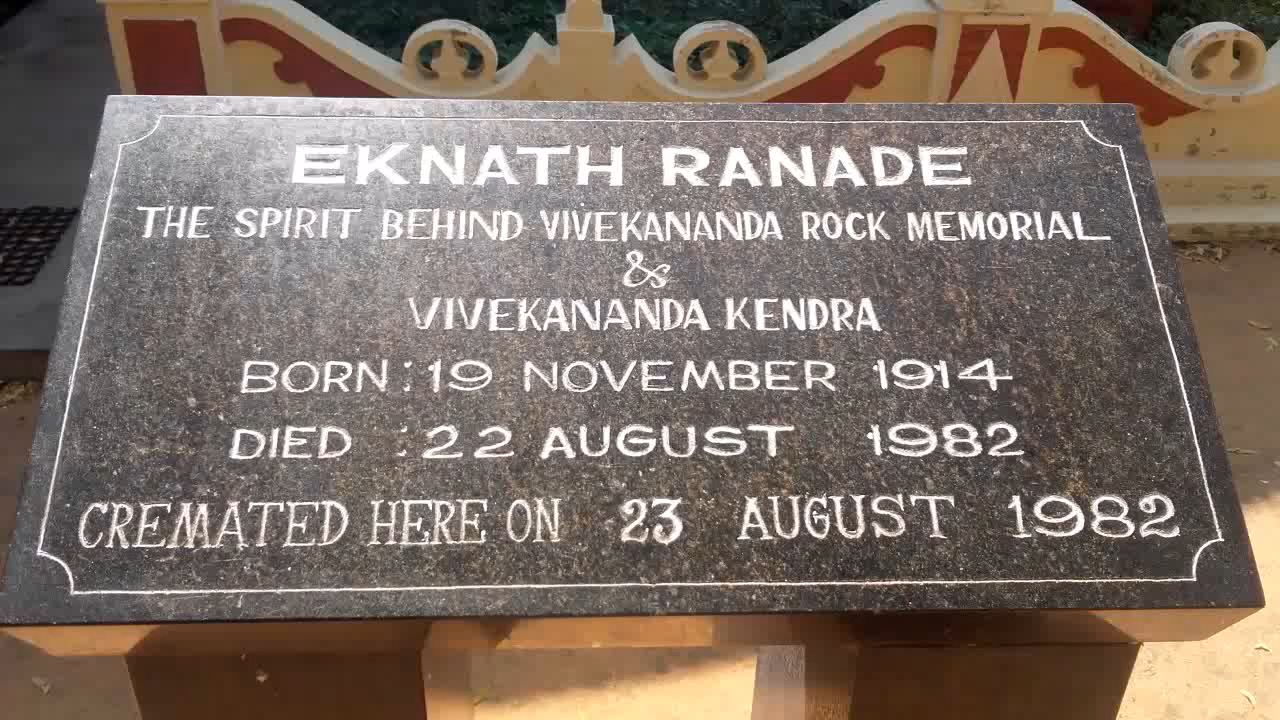 EKNATH RANADE
THE SPIRIT BEHIND VIVEKANANDA ROCK MEMORIAL
&
VIVEKANANDA KENDRA
BORN : 19 NOVEMBER 1914
DIED : 22 AUGUST 1982
CREMATED HERE ON 23 AUGUST 1982